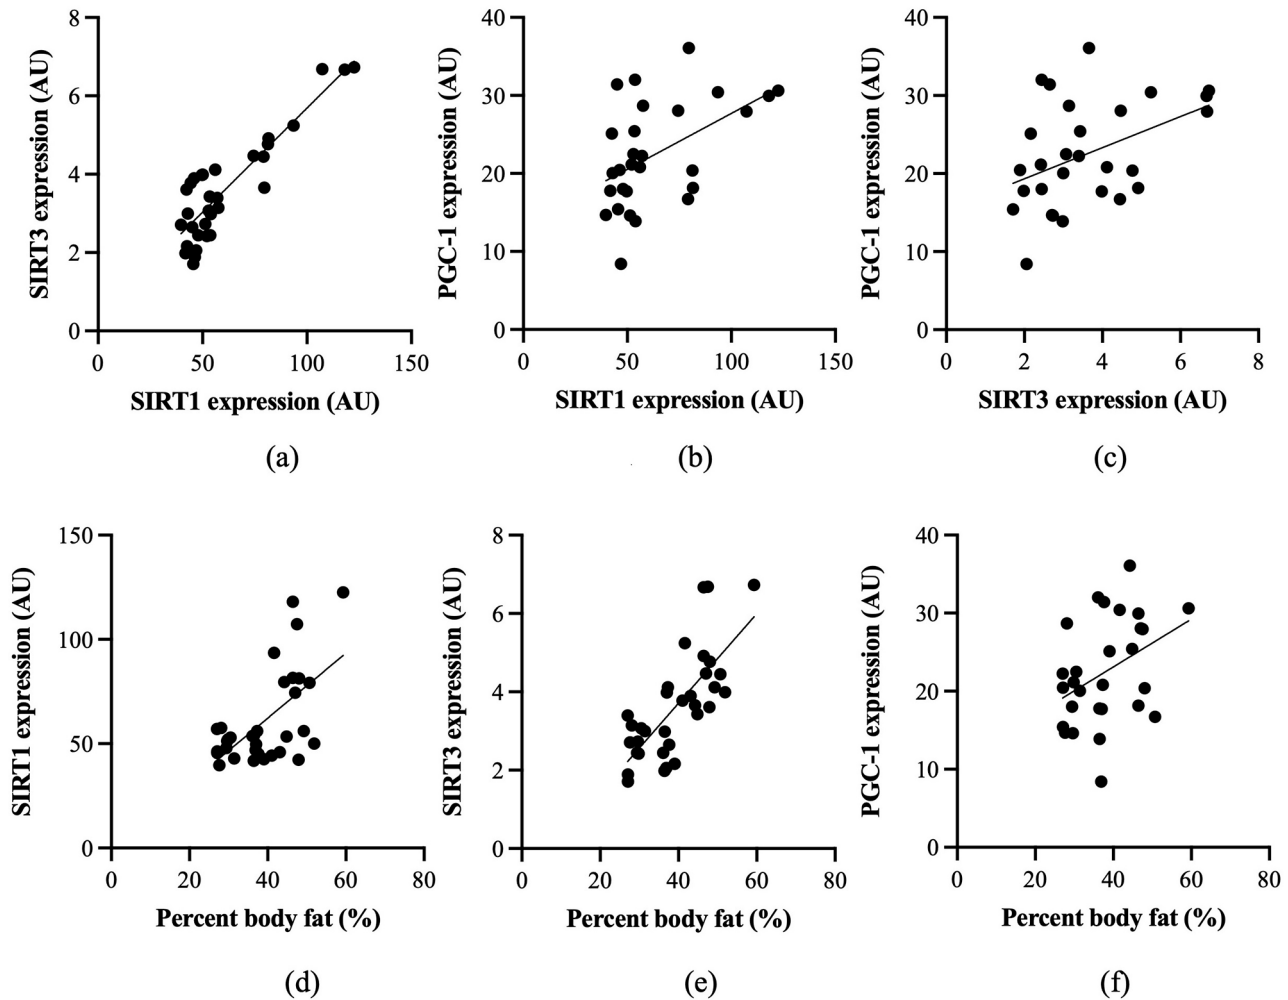 8
6
4
2
0
SIRT3 expression (AU)
0 50 100 150
SIRT1 expression (AU)
(a)
40
30
20
10
0
PGC-1 expression (AU)
0 50 100 150
SIRT1 expression (AU)
(b)
40
30
20
10
0
PGC-1 expression (AU)
0 2 4 6 8
SIRT3 expression (AU)
(c)
150
100
50
0
SIRT1 expression (AU)
0 20 40 60 80
Percent body fat (%)
(d)
8
6
4
2
0
SIRT3 expression (AU)
0 20 40 60 80
Percent body fat (%)
(e)
40
30
20
10
0
PGC-1 expression (AU)
0 20 40 60 80
Percent body fat (%)
(f)